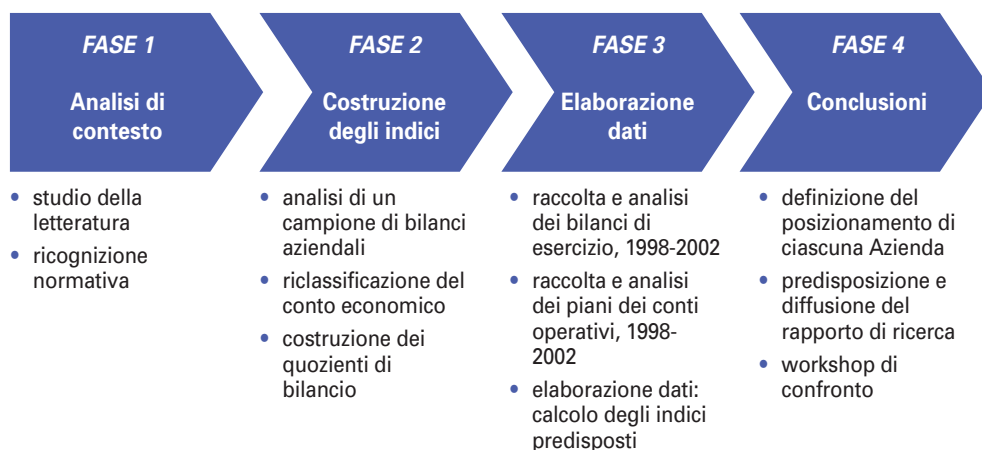 FASE 1
Analisi di
contesto
• studio della
letteratura
• ricognizione
normativa
FASE 2
Costruzione
degli indici
• analisi di un
campione di bilanci
aziendali
• riclassificazione del
conto economico
• costruzione dei
quozienti di
bilancio
FASE 3
Elaborazione
dati
• raccolta e analisi
dei bilanci di
esercizio, 1998-2002
• raccolta e analisi
dei piani dei conti
operativi, 1998-
2002
• elaborazione dati:
calcolo degli indici
predisposti
FASE 4
Conclusioni
• definizione del
posizionamento di
ciascuna Azienda
• predisposizione e
diffusione del
rapporto di ricerca
• workshop di
confronto